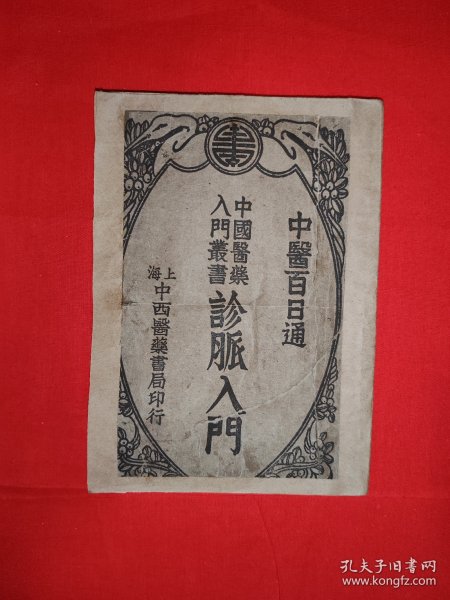 中醫百日通
中國醫藥
入門叢書
診脈入門
上海
中西醫藥書局印行
孔夫子旧书网
www.kongfz.com